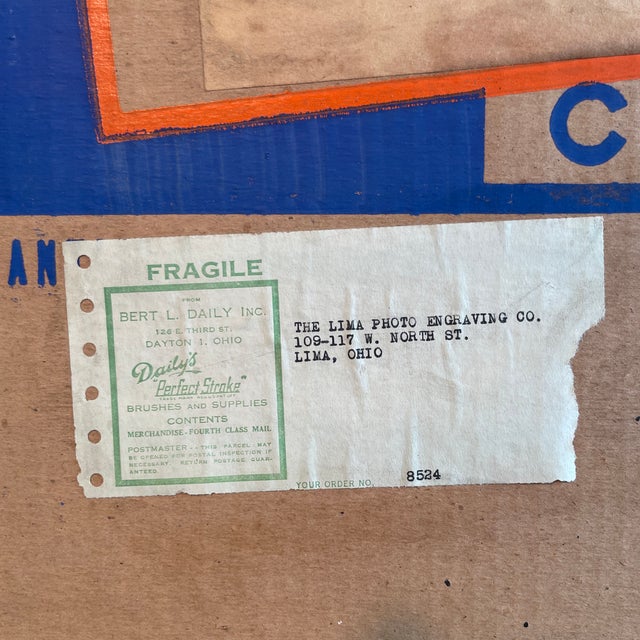 C
AN
FRAGILE
FROM
BERT L. DAILY INC.
126 E. THIRD ST.
DAYTON 1, OHIO
Daily's
"Perfect Stroke"
BRUSHES AND SUPPLIES
CONTENTS
MERCHANDISE - FOURTH CLASS MAIL
POSTMASTER - - THIS PARCEL MAY
BE OPENED FOR POSTAL INSPECTION IF
NECESSARY. RETURN POSTAGE GUAR-
ANTEED.
THE LIMA PHOTO ENGRAVING CO.
109-117 W. NORTH ST.
LIMA, OHIO
YOUR ORDER NO. 8524